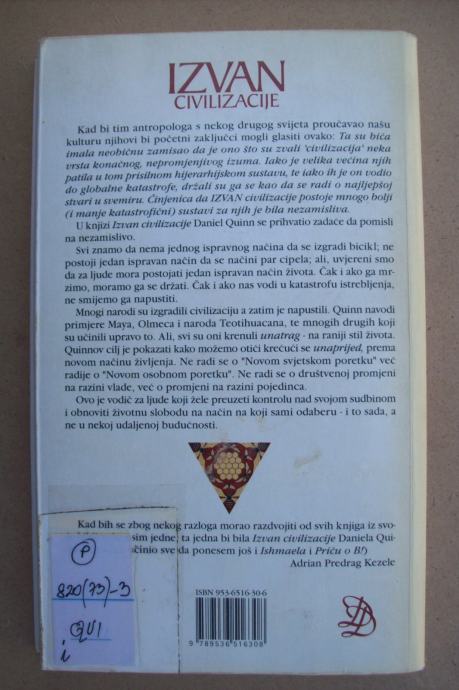 IZVAN
CIVILIZACIJE
Kad bi tim antropologa s nekog drugog svijeta proučavao našu
kulturu njihovi bi početni zaključci mogli glasiti ovako: Ta su bića
imala neobičnu zamisao da je ono što su zvali 'civilizacija' neka
vrsta konačnog, nepromjenjivog izuma. Iako je velika većina njih
patila u tom prisilnom hijerarhijskom sustavu, te iako ih je on vodio
do globalne katastrofe, držali su ga se kao da se radi o najljepšoj
stvari u svemiru. Činjenica da IZVAN civilizacije postoje mnogo bolji
(i manje katastrofični) sustavi za njih je bila nezamisliva.
U knjizi Izvan civilizacije Daniel Quinn se prihvatio zadaće da pomisli
na nezamislivo.
Svi znamo da nema jednog ispravnog načina da se izgradi bicikl; ne
postoji jedan ispravan način da se načini par cipela; ali, uvjereni smo
da za ljude mora postojati jedan ispravan način života. Čak i ako ga mr-
zimo, moramo ga se držati. Čak i ako nas vodi u katastrofu istrebljenja,
ne smijemo ga napustiti.
Mnogi narodi su izgradili civilizaciju a zatim je napustili. Quinn navodi
primjere Maya, Olmeca i naroda Teotihuacana, te mnogih drugih koji
su učinili upravo to. Ali, svi su oni krenuli unatrag - na raniji stil života.
Quinnov cilj je pokazati kako možemo otići krećući se unaprijed, prema
novom načinu življenja. Ne radi se o "Novom svjetskom poretku" već
radije o "Novom osobnom poretku". Ne radi se o društvenoj promjeni
na razini vlade, već o promjeni na razini pojedinca.
Ovo je vodič za ljude koji žele preuzeti kontrolu nad svojom sudbinom
i obnoviti životnu slobodu na način na koji sami odaberu - i to sada, a
ne u nekoj udaljenoj budućnosti.
Kad bih se zbog nekog razloga morao razdvojiti od svih knjiga iz svo-
sim jedne, ta jedna bi bila Izvan civilizacije Daniela Qui-
činio sve da ponesem još i Ishmaela i Priču o B!)
Adrian Predrag Kezele
P
820(73)-3
QUI
i
ISBN 953-6516-30-6
9 789536 516308